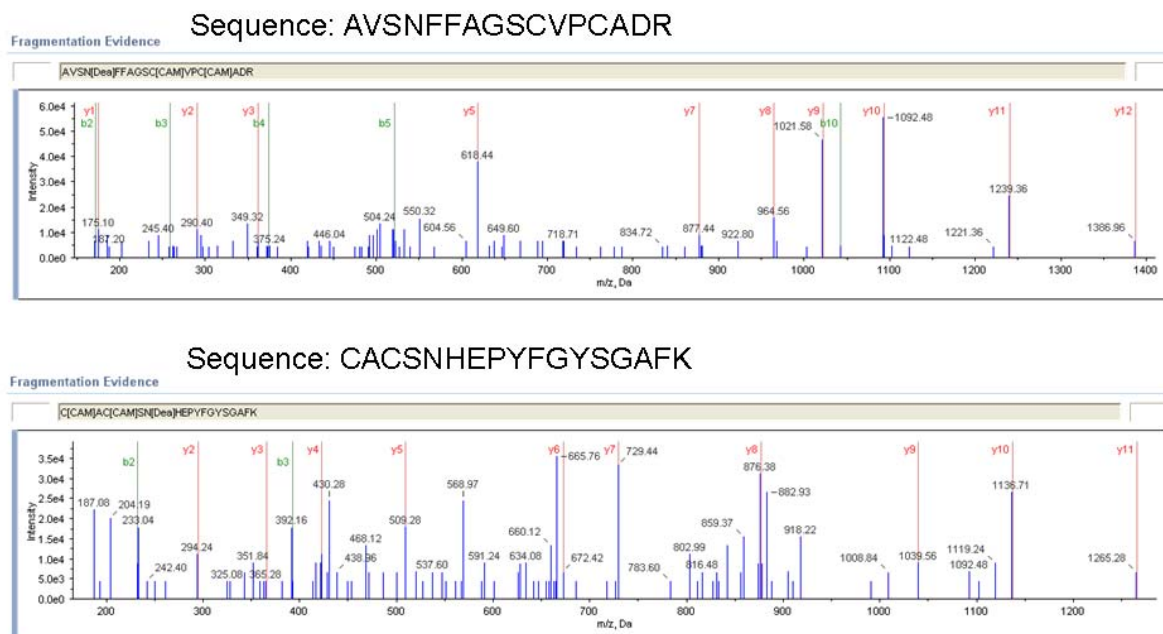 Sequence: AVSNFFAGSCVPCADR
Fragmentation Evidence
AVSN[Dea]FFAGSC[CAM]VPC[CAM]ADR
6.0e4 y1 y2 y3 y5 y7 y8 y9 y10 y11 y12
b2 b3 b4 b5 b10
5.0e4 1021.58 1092.48
4.0e4 618.44
Intensity
3.0e4
2.0e4 1239.36
175.10 290.40 349.32 504.24 550.32 964.56
1.0e4 187.20 245.40 375.24 446.04 604.56 649.60 718.71 834.72 877.44 922.80 1122.48 1221.36 1386.96
0.0e0
200 300 400 500 600 700 800 900 1000 1100 1200 1300 1400
m/z, Da
Sequence: CACSNHEPYFGYSGAFK
Fragmentation Evidence
C[CAM]AC[CAM]SN[Dea]HEPYFGYSGAFK
y2 y3 y4 y5 y6 y7 y8 y9 y10 y11
b2 b3
3.5e4 665.76 729.44
3.0e4 876.38
2.5e4 430.28 568.97 882.93 1136.71
Intensity
2.0e4 187.08 204.19
1.5e4 233.04 392.16 509.28 859.37 918.22
468.12 660.12
1.0e4 294.24 351.84 438.96 591.24 634.08 802.99 1039.56 1119.24
5.0e3 242.40 325.08 365.28 537.60 672.42 783.60 816.48 1008.84 1092.48 1265.28
0.0e0
200 300 400 500 600 700 800 900 1000 1100 1200
m/z, Da